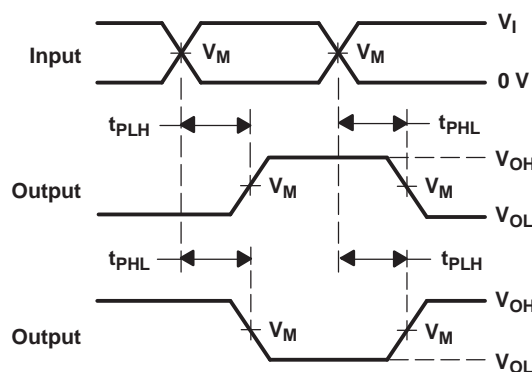 V_I
Input
V_M
V_M
0 V
t_PLH
t_PHL
V_OH
Output
V_M
V_M
V_OL
t_PHL
t_PLH
V_OH
Output
V_M
V_M
V_OL